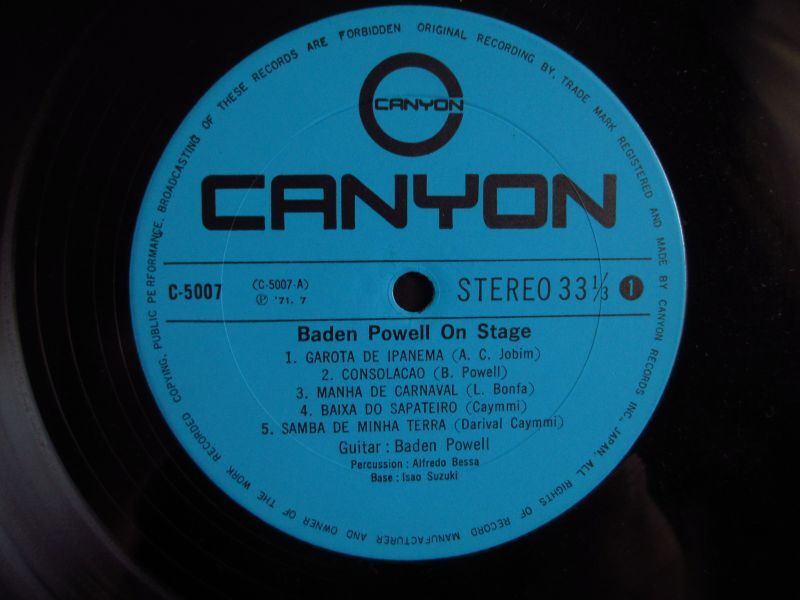 CANYON
CANYON
C-5007
(C-5007-A)
Ⓟ '71. 7
STEREO 33 1/3
1
Baden Powell On Stage
1. GAROTA DE IPANEMA (A. C. Jobim)
2. CONSOLACAO (B. Powell)
3. MANHA DE CARNAVAL (L. Bonfa)
4. BAIXA DO SAPATEIRO (Caymmi)
5. SAMBA DE MINHA TERRA (Darival Caymmi)
Guitar : Baden Powell
Percussion : Alfredo Bessa
Base : Isao Suzuki
ORIGINAL RECORDING BY, TRADE MARK REGISTERED AND MADE BY CANYON RECORDS INC, JAPAN. ALL RIGHTS OF RECORD MANUFACTURER AND OWNER OF THE WORK RECORDED COPYING, PUBLIC PERFORMANCE, BROADCASTING OF THESE RECORDS ARE FORBIDDEN